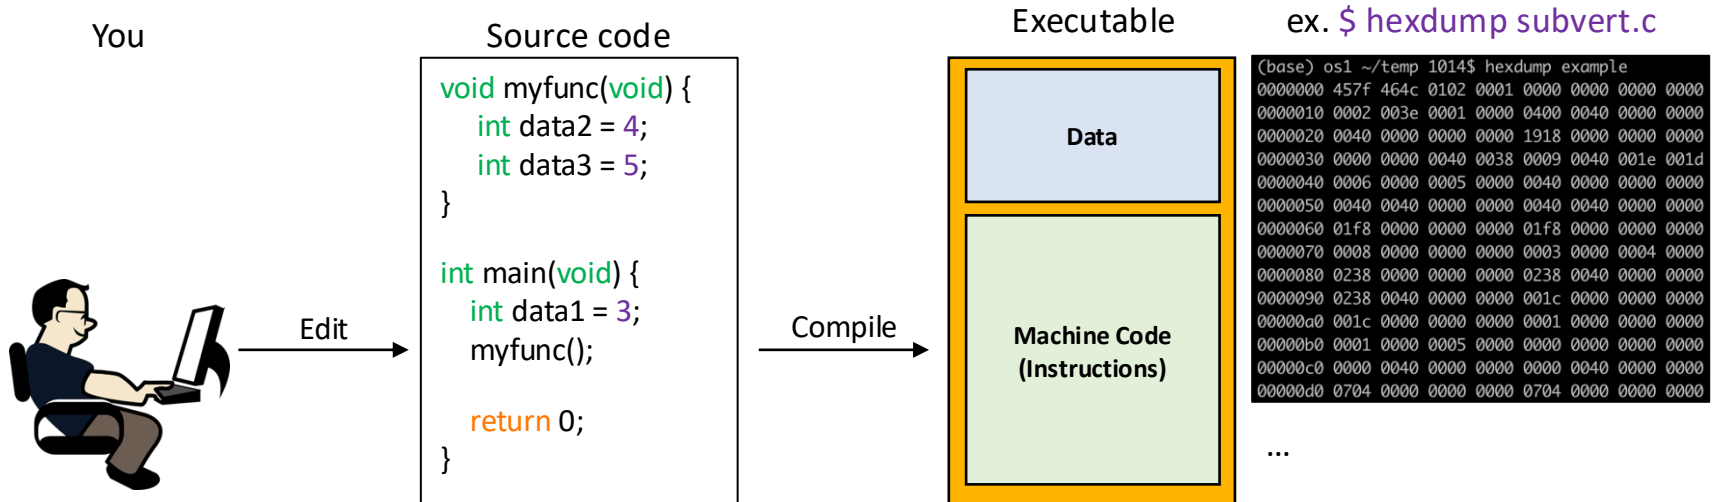 You
Edit
Source code
void myfunc(void) {
int data2 = 4;
int data3 = 5;
}
int main(void) {
int data1 = 3;
myfunc();
return 0;
}
Compile
Executable
Data
Machine Code
(Instructions)
ex. $ hexdump subvert.c
(base) os1 ~/temp 1014$ hexdump example
0000000 457f 464c 0102 0001 0000 0000 0000 0000
0000010 0002 003e 0001 0000 0400 0040 0000 0000
0000020 0040 0000 0000 0000 1918 0000 0000 0000
0000030 0000 0000 0040 0038 0009 0040 001e 001d
0000040 0006 0000 0005 0000 0040 0000 0000 0000
0000050 0040 0040 0000 0000 0040 0040 0000 0000
0000060 01f8 0000 0000 0000 01f8 0000 0000 0000
0000070 0008 0000 0000 0000 0003 0000 0004 0000
0000080 0238 0000 0000 0000 0238 0040 0000 0000
0000090 0238 0040 0000 0000 001c 0000 0000 0000
00000a0 001c 0000 0000 0000 0001 0000 0000 0000
00000b0 0001 0000 0005 0000 0000 0000 0000 0000
00000c0 0000 0040 0000 0000 0000 0040 0000 0000
00000d0 0704 0000 0000 0000 0704 0000 0000 0000
...